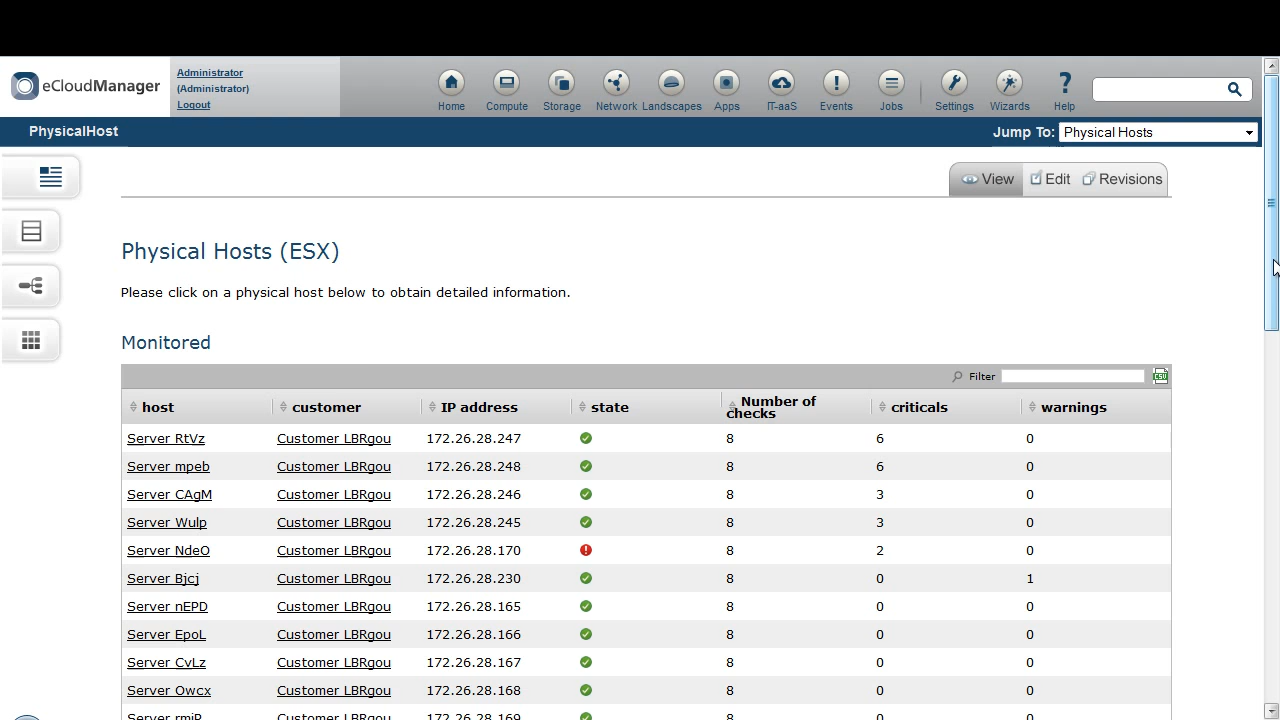 eCloudManager
Administrator
(Administrator)
Logout
Home Compute Storage Network Landscapes Apps IT-aaS Events Jobs Settings Wizards Help
PhysicalHost
Jump To: Physical Hosts
View Edit Revisions
Physical Hosts (ESX)
Please click on a physical host below to obtain detailed information.
Monitored
Filter
CSV
host customer IP address state Number of checks criticals warnings
Server RtVz Customer LBRgou 172.26.28.247 8 6 0
Server mpeb Customer LBRgou 172.26.28.248 8 6 0
Server CAgM Customer LBRgou 172.26.28.246 8 3 0
Server Wulp Customer LBRgou 172.26.28.245 8 3 0
Server NdeO Customer LBRgou 172.26.28.170 8 2 0
Server Bjcj Customer LBRgou 172.26.28.230 8 0 1
Server nEPD Customer LBRgou 172.26.28.165 8 0 0
Server EpoL Customer LBRgou 172.26.28.166 8 0 0
Server CvLz Customer LBRgou 172.26.28.167 8 0 0
Server Owcx Customer LBRgou 172.26.28.168 8 0 0
Server Customer LBRgou 172.26.28.169 8 0 0